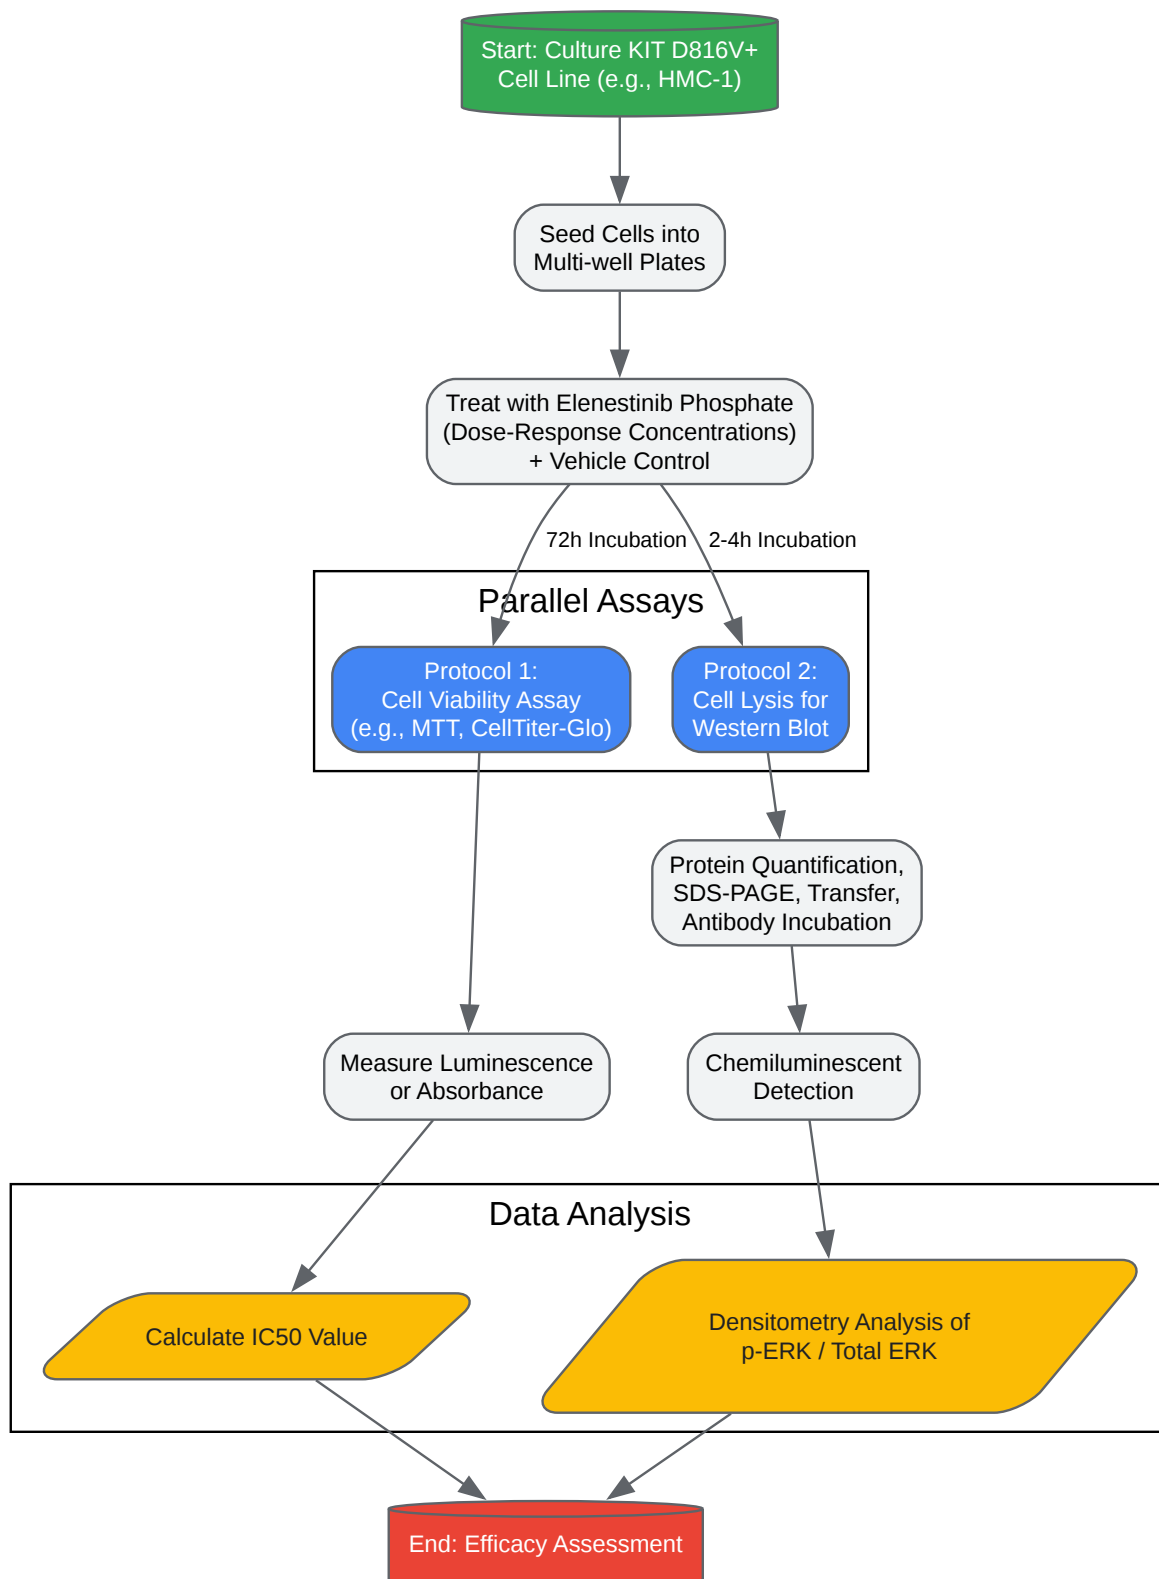 Start: Culture KIT D816V+
Cell Line (e.g., HMC-1)
Seed Cells into
Multi-well Plates
Treat with Elenestinib Phosphate
(Dose-Response Concentrations)
+ Vehicle Control
72h Incubation
2-4h Incubation
Parallel Assays
Protocol 1:
Cell Viability Assay
(e.g., MTT, CellTiter-Glo)
Protocol 2:
Cell Lysis for
Western Blot
Protein Quantification,
SDS-PAGE, Transfer,
Antibody Incubation
Measure Luminescence
or Absorbance
Chemiluminescent
Detection
Data Analysis
Calculate IC50 Value
Densitometry Analysis of
p-ERK / Total ERK
End: Efficacy Assessment